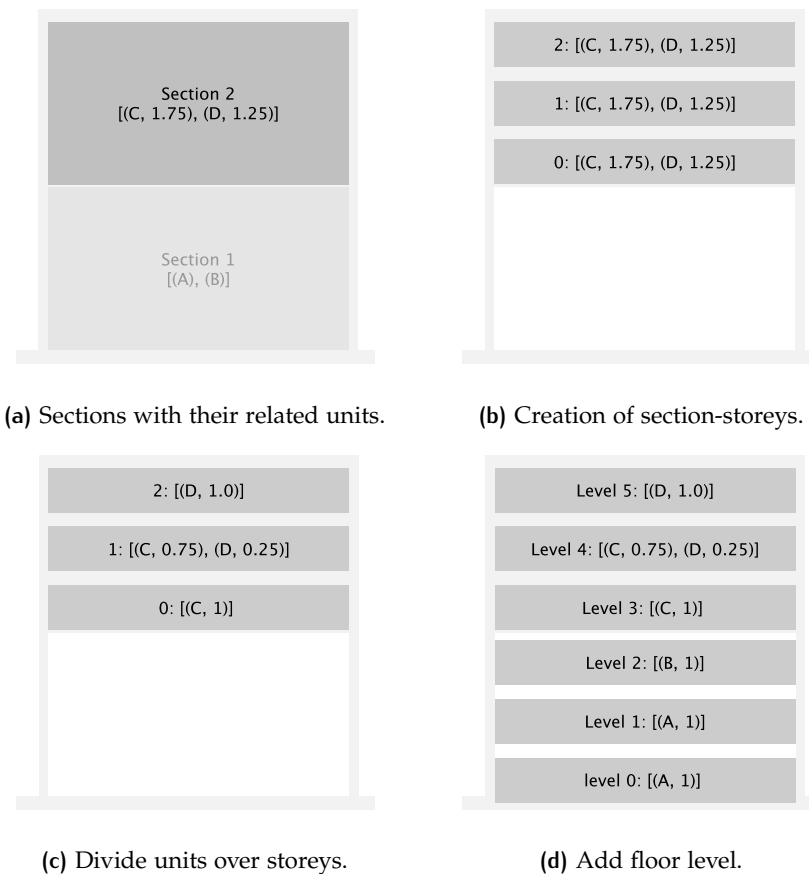 Section 2
[(C, 1.75), (D, 1.25)]
Section 1
[(A), (B)]
(a) Sections with their related units.
2: [(C, 1.75), (D, 1.25)]
1: [(C, 1.75), (D, 1.25)]
0: [(C, 1.75), (D, 1.25)]
(b) Creation of section-storeys.
2: [(D, 1.0)]
1: [(C, 0.75), (D, 0.25)]
0: [(C, 1)]
(c) Divide units over storeys.
Level 5: [(D, 1.0)]
Level 4: [(C, 0.75), (D, 0.25)]
Level 3: [(C, 1)]
Level 2: [(B, 1)]
Level 1: [(A, 1)]
level 0: [(A, 1)]
(d) Add floor level.